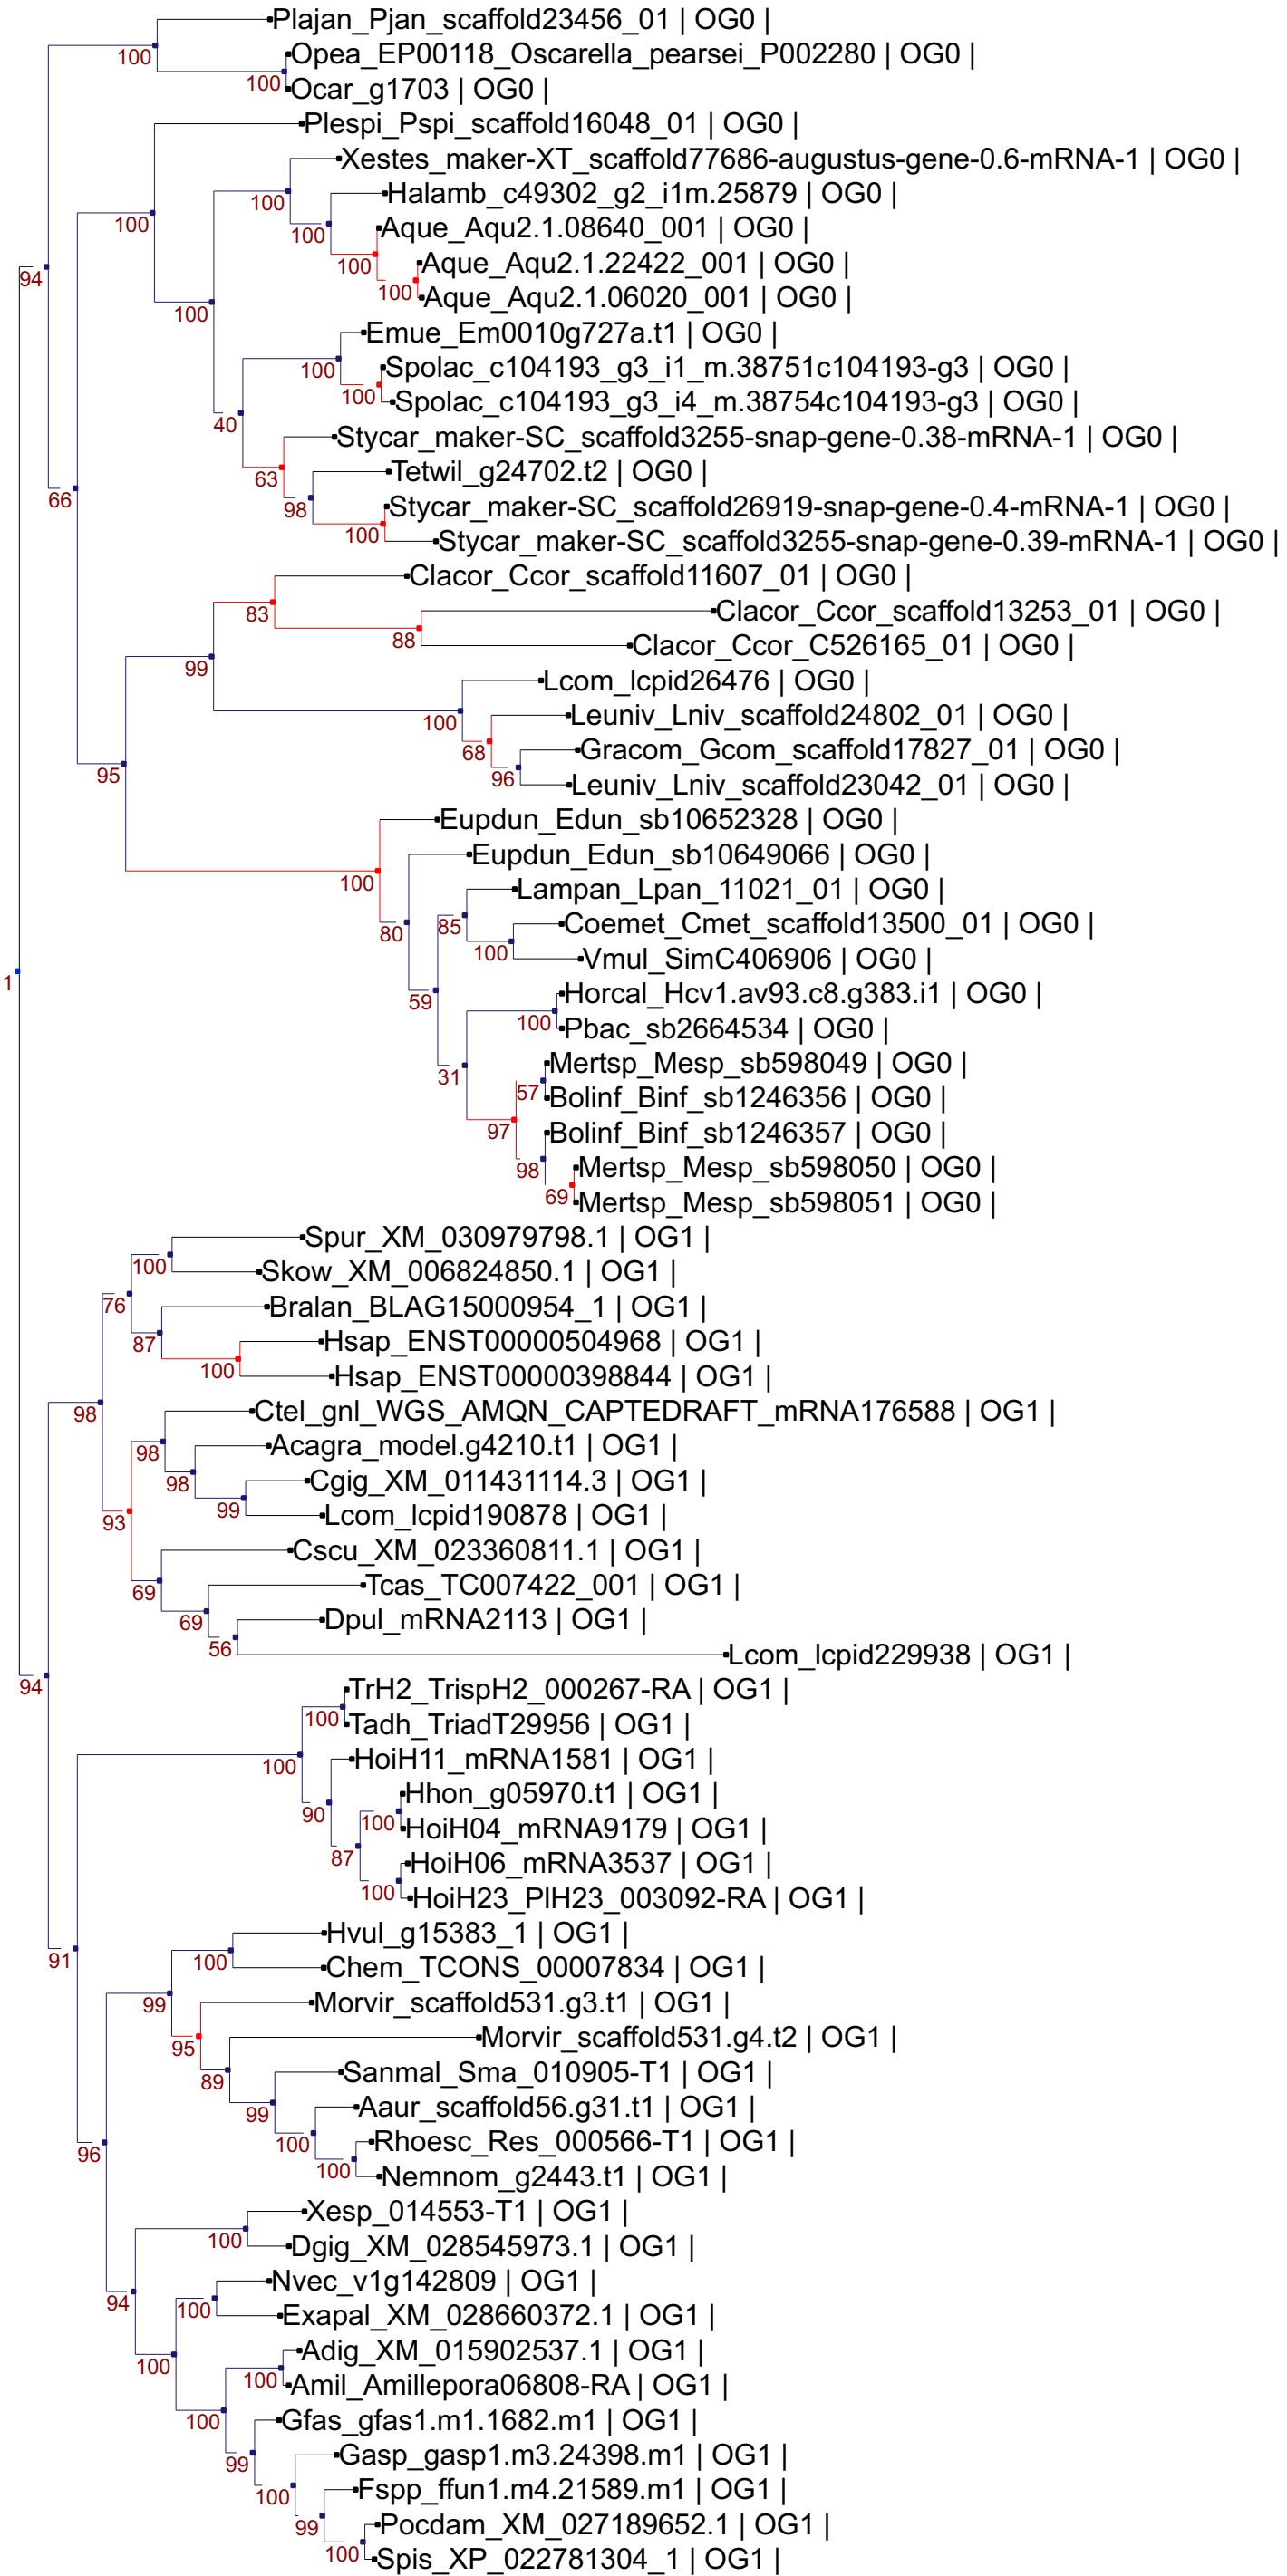 Plajan_Pjan_scaffold23456_01 | OG0 |
100
Opea_EP00118_Oscarella_pearsei_P002280 | OG0 |
100
Ocar_g1703 | OG0 |
Plespi_Pspi_scaffold16048_01 | OG0 |
Xestes_maker-XT_scaffold77686-augustus-gene-0.6-mRNA-1 | OG0 |
100
Halamb_c49302_g2_i1m.25879 | OG0 |
100
100
Aque_Aqu2.1.08640_001 | OG0 |
100
Aque_Aqu2.1.22422_001 | OG0 |
94
100
Aque_Aqu2.1.06020_001 | OG0 |
100
Emue_Em0010g727a.t1 | OG0 |
100
Spolac_c104193_g3_i1_m.38751c104193-g3 | OG0 |
100
Spolac_c104193_g3_i4_m.38754c104193-g3 | OG0 |
40
Stycar_maker-SC_scaffold3255-snap-gene-0.38-mRNA-1 | OG0 |
63
Tetwil_g24702.t2 | OG0 |
66
98
Stycar_maker-SC_scaffold26919-snap-gene-0.4-mRNA-1 | OG0 |
100
Stycar_maker-SC_scaffold3255-snap-gene-0.39-mRNA-1 | OG0 |
Clacor_Ccor_scaffold11607_01 | OG0 |
83
Clacor_Ccor_scaffold13253_01 | OG0 |
88
Clacor_Ccor_C526165_01 | OG0 |
99
Lcom_lcpid26476 | OG0 |
100
Leuniv_Lniv_scaffold24802_01 | OG0 |
68
Gracom_Gcom_scaffold17827_01 | OG0 |
95
96
Leuniv_Lniv_scaffold23042_01 | OG0 |
Eupdun_Edun_sb10652328 | OG0 |
Eupdun_Edun_sb10649066 | OG0 |
100
Lampan_Lpan_11021_01 | OG0 |
85
80
Coemet_Cmet_scaffold13500_01 | OG0 |
100
Vmul_SimC406906 | OG0 |
1
59
Horcal_Hcv1.av93.c8.g383.i1 | OG0 |
100
Pbac_sb2664534 | OG0 |
Mertsp_Mesp_sb598049 | OG0 |
31
57
Bolinf_Binf_sb1246356 | OG0 |
97
Bolinf_Binf_sb1246357 | OG0 |
98
Mertsp_Mesp_sb598050 | OG0 |
69
Mertsp_Mesp_sb598051 | OG0 |
Spur_XM_030979798.1 | OG1 |
100
Skow_XM_006824850.1 | OG1 |
76
Bralan_BLAG15000954_1 | OG1 |
87
Hsap_ENST00000504968 | OG1 |
100
Hsap_ENST00000398844 | OG1 |
98
Ctel_gnl_WGS_AMQN_CAPTEDRAFT_mRNA176588 | OG1 |
98
Acagra_model.g4210.t1 | OG1 |
98
Cgig_XM_011431114.3 | OG1 |
99
Lcom_lcpid190878 | OG1 |
93
Cscu_XM_023360811.1 | OG1 |
69
Tcas_TC007422_001 | OG1 |
69
Dpul_mRNA2113 | OG1 |
56
Lcom_lcpid229938 | OG1 |
94
TrH2_TrispH2_000267-RA | OG1 |
100
Tadh_TriadT29956 | OG1 |
100
HoiH11_mRNA1581 | OG1 |
Hhon_g05970.t1 | OG1 |
90
100
HoiH04_mRNA9179 | OG1 |
87
HoiH06_mRNA3537 | OG1 |
100
HoiH23_PlH23_003092-RA | OG1 |
Hvul_g15383_1 | OG1 |
91
100
Chem_TCONS_00007834 | OG1 |
99
Morvir_scaffold531.g3.t1 | OG1 |
95
Morvir_scaffold531.g4.t2 | OG1 |
89
Sanmal_Sma_010905-T1 | OG1 |
99
Aaur_scaffold56.g31.t1 | OG1 |
100
Rhoesc_Res_000566-T1 | OG1 |
96
100
Nemnom_g2443.t1 | OG1 |
Xesp_014553-T1 | OG1 |
100
Dgig_XM_028545973.1 | OG1 |
Nvec_v1g142809 | OG1 |
94
100
Exapal_XM_028660372.1 | OG1 |
Adig_XM_015902537.1 | OG1 |
100
100
Amil_Amillepora06808-RA | OG1 |
100
Gfas_gfas1.m1.1682.m1 | OG1 |
99
Gasp_gasp1.m3.24398.m1 | OG1 |
100
Fspp_ffun1.m4.21589.m1 | OG1 |
99
Pocdam_XM_027189652.1 | OG1 |
100
Spis_XP_022781304_1 | OG1 |